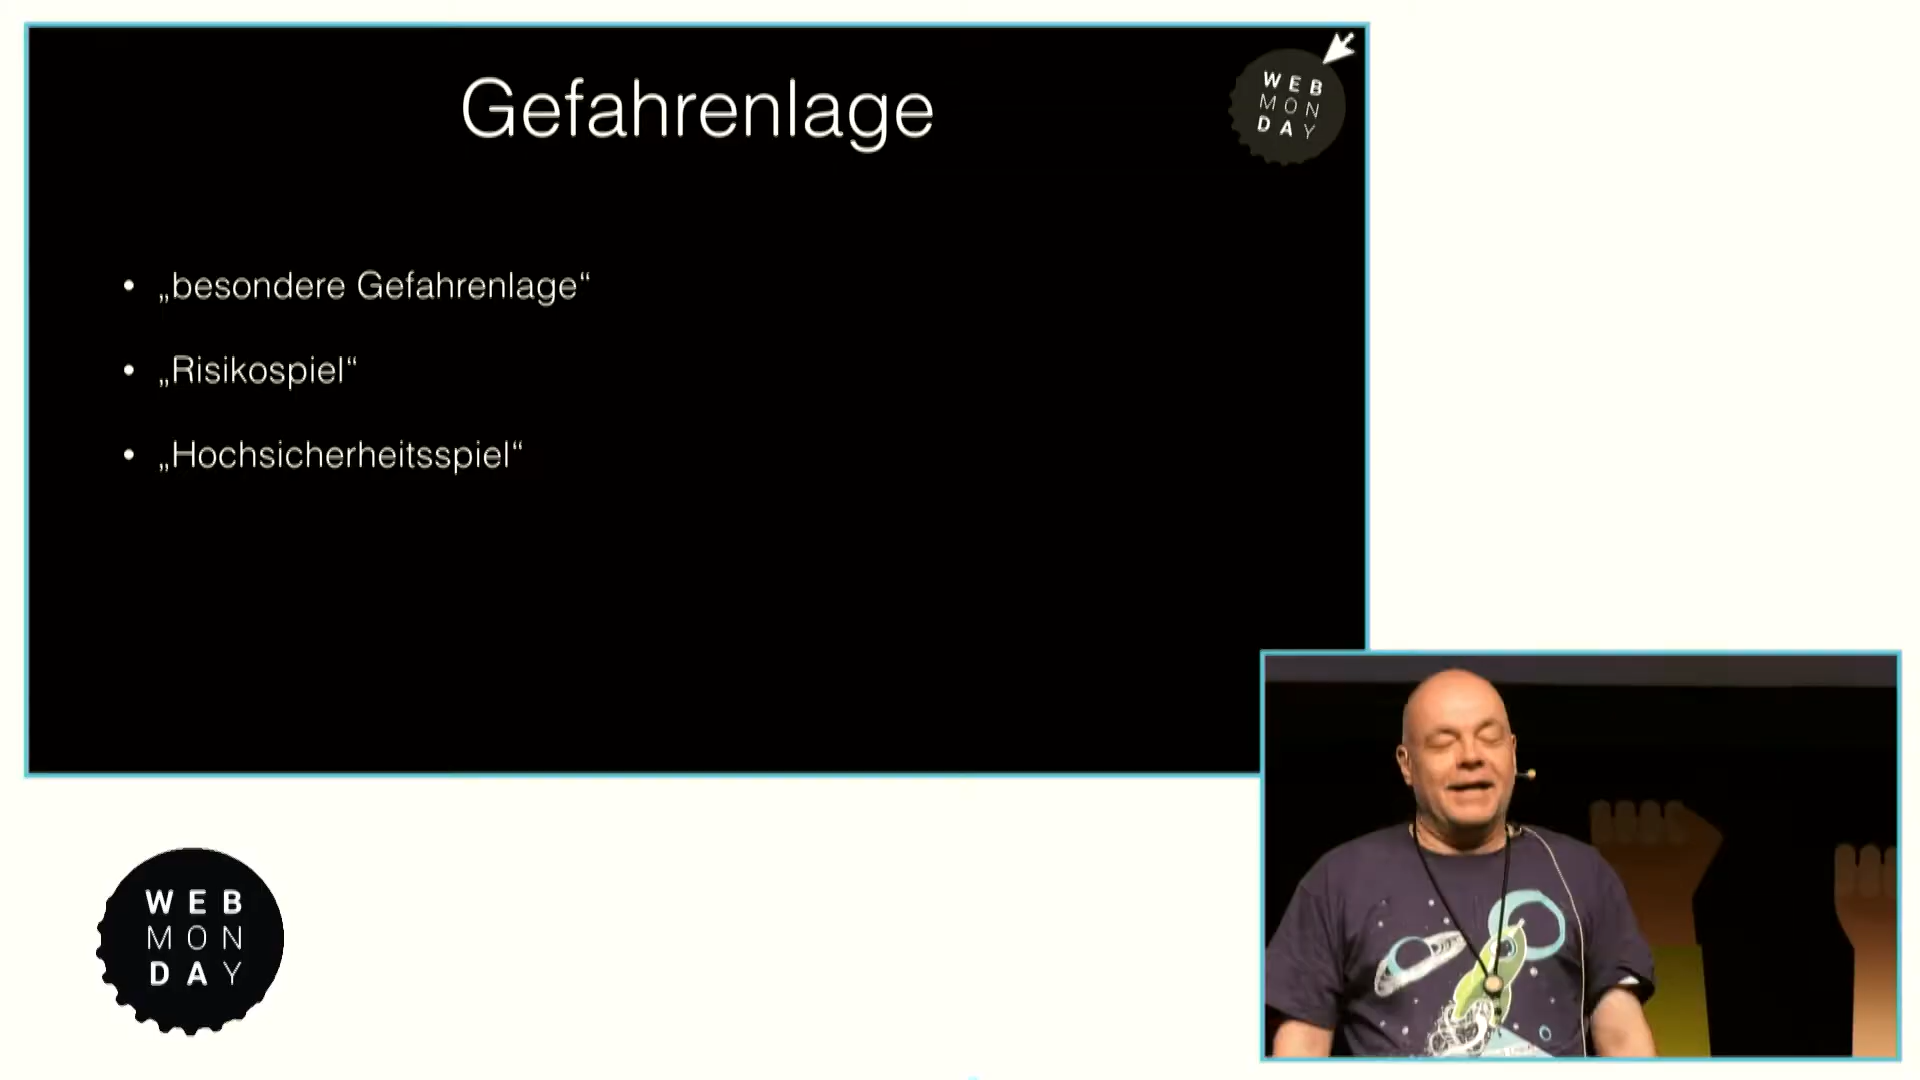 Gefahrenlage
WEB
MON
DAY
• „besondere Gefahrenlage“
• „Risikospiel“
• „Hochsicherheitsspiel“
WEB
MON
DAY